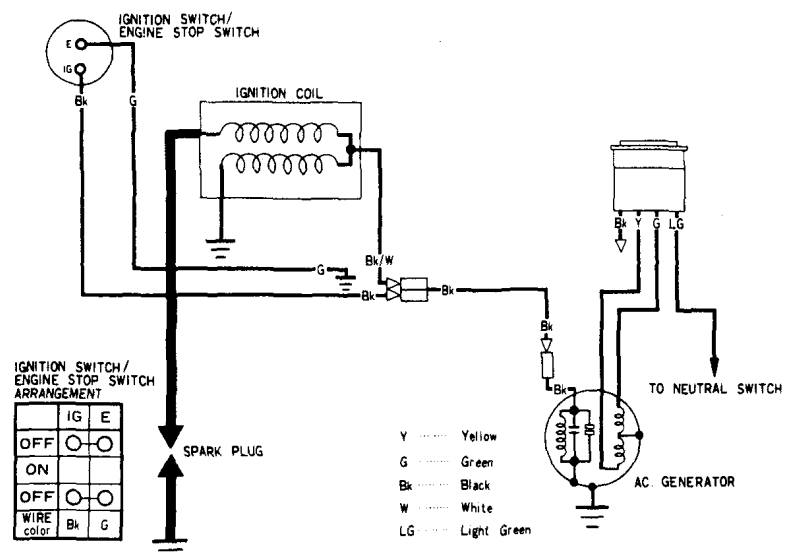 IGNITION SWITCH/
ENGINE STOP SWITCH
E
IG
Bk
G
IGNITION COIL
Bk Y G LG
Bk/W
G
Bk
Bk
Bk
Bk
TO NEUTRAL SWITCH
IGNITION SWITCH/
ENGINE STOP SWITCH
ARRANGEMENT
IG E
OFF
ON
OFF
WIRE color Bk G
SPARK PLUG
AC. GENERATOR
Y ...... Yellow
G ...... Green
Bk ...... Black
W ...... White
LG ...... Light Green